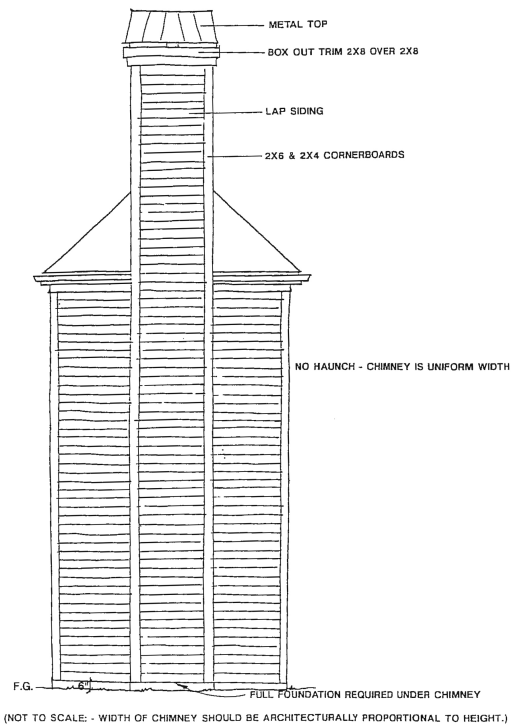 METAL TOP
BOX OUT TRIM 2X8 OVER 2X8
LAP SIDING
2X6 & 2X4 CORNERBOARDS
NO HAUNCH - CHIMNEY IS UNIFORM WIDTH
F.G.
6"
FULL FOUNDATION REQUIRED UNDER CHIMNEY
(NOT TO SCALE: - WIDTH OF CHIMNEY SHOULD BE ARCHITECTURALLY PROPORTIONAL TO HEIGHT.)